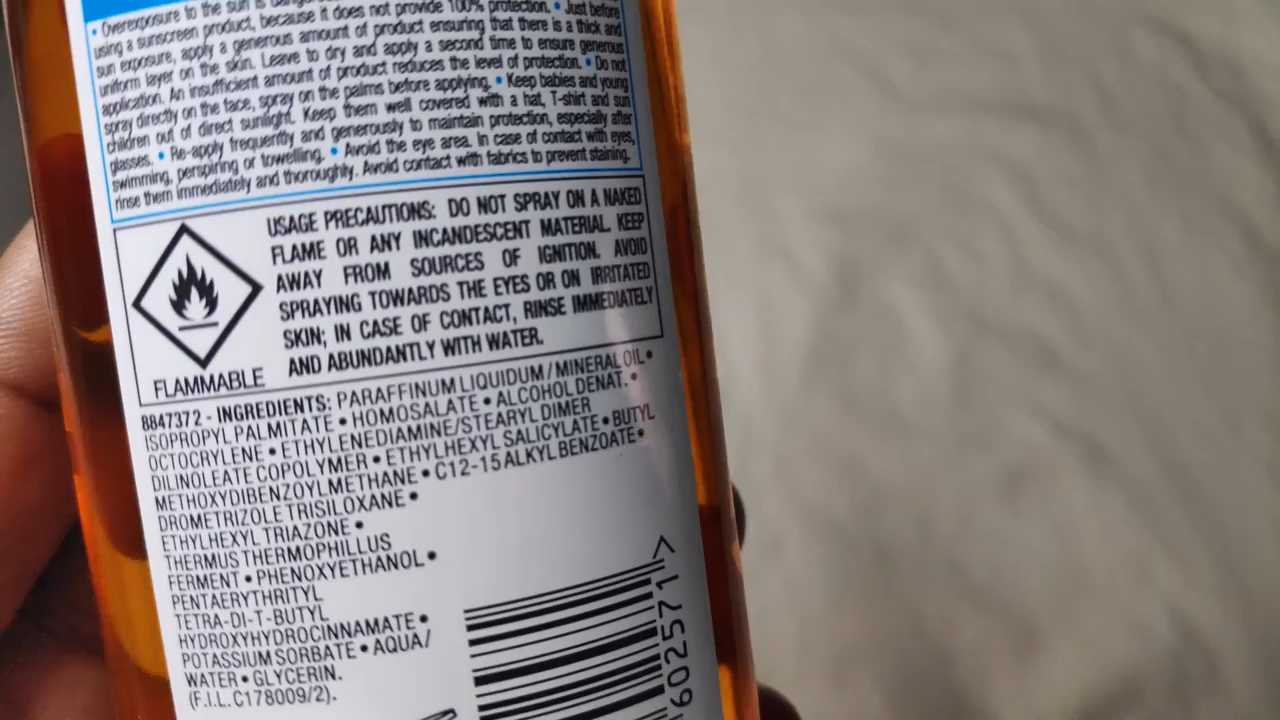 • Overexposure to the sun is dangerous
because it does not provide 100% protection. • Just before
using a sunscreen product,
sun exposure, apply a generous amount of product ensuring that there is a thick and
uniform layer on the skin. Leave to dry and apply a second time to ensure generous
application. An insufficient amount of product reduces the level of protection. • Do not
spray directly on the face, spray on the palms before applying. • Keep babies and young
children out of direct sunlight. Keep them well covered with a hat, T-shirt and sun
glasses. • Re-apply frequently and generously to maintain protection, especially after
swimming, perspiring or towelling. • Avoid the eye area. In case of contact with eyes,
rinse them immediately and thoroughly. Avoid contact with fabrics to prevent staining.
USAGE PRECAUTIONS: DO NOT SPRAY ON A NAKED
FLAME OR ANY INCANDESCENT MATERIAL. KEEP
AWAY FROM SOURCES OF IGNITION. AVOID
SPRAYING TOWARDS THE EYES OR ON IRRITATED
SKIN; IN CASE OF CONTACT, RINSE IMMEDIATELY
AND ABUNDANTLY WITH WATER.
FLAMMABLE
8847372 - INGREDIENTS: PARAFFINUM LIQUIDUM / MINERAL OIL •
ISOPROPYL PALMITATE • HOMOSALATE • ALCOHOL DENAT. •
OCTOCRYLENE • ETHYLENEDIAMINE/STEARYL DIMER
DILINOLEATE COPOLYMER • ETHYLHEXYL SALICYLATE • BUTYL
METHOXYDIBENZOYLMETHANE • C12-15 ALKYL BENZOATE •
DROMETRIZOLE TRISILOXANE •
ETHYLHEXYL TRIAZONE •
THERMUS THERMOPHILLUS
FERMENT • PHENOXYETHANOL •
PENTAERYTHRITYL
TETRA-DI-T-BUTYL
HYDROXYHYDROCINNAMATE •
POTASSIUM SORBATE • AQUA /
WATER • GLYCERIN.
(F.I.L. C178009/2).
1602571 >